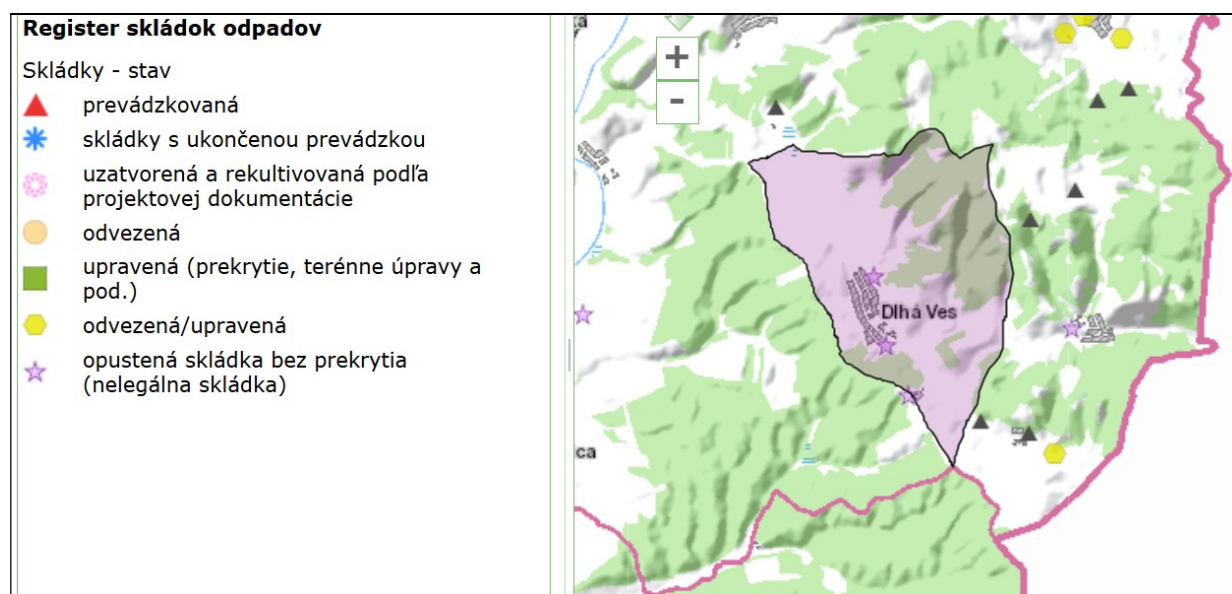 Register skládok odpadov
Skládky - stav
prevádzkovaná
skládky s ukončenou prevádzkou
uzatvorená a rekultivovaná podľa
projektovej dokumentácie
odvezená
upravená (prekrytie, terénne úpravy a
pod.)
odvezená/upravená
opustená skládka bez prekrytia
(nelegálna skládka)
+
-
Dlhá Ves
ca